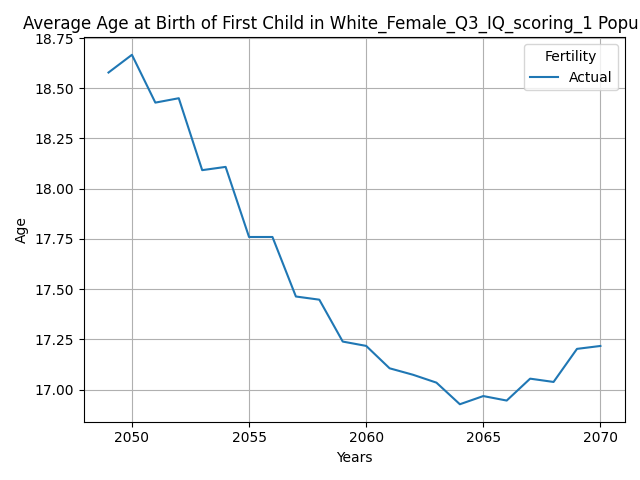 Average Age at Birth of First Child in White_Female_Q3_IQ_scoring_1 Popu
18.75
18.50
18.25
18.00
17.75
17.50
17.25
17.00
Age
Fertility
Actual
2050 2055 2060 2065 2070
Years